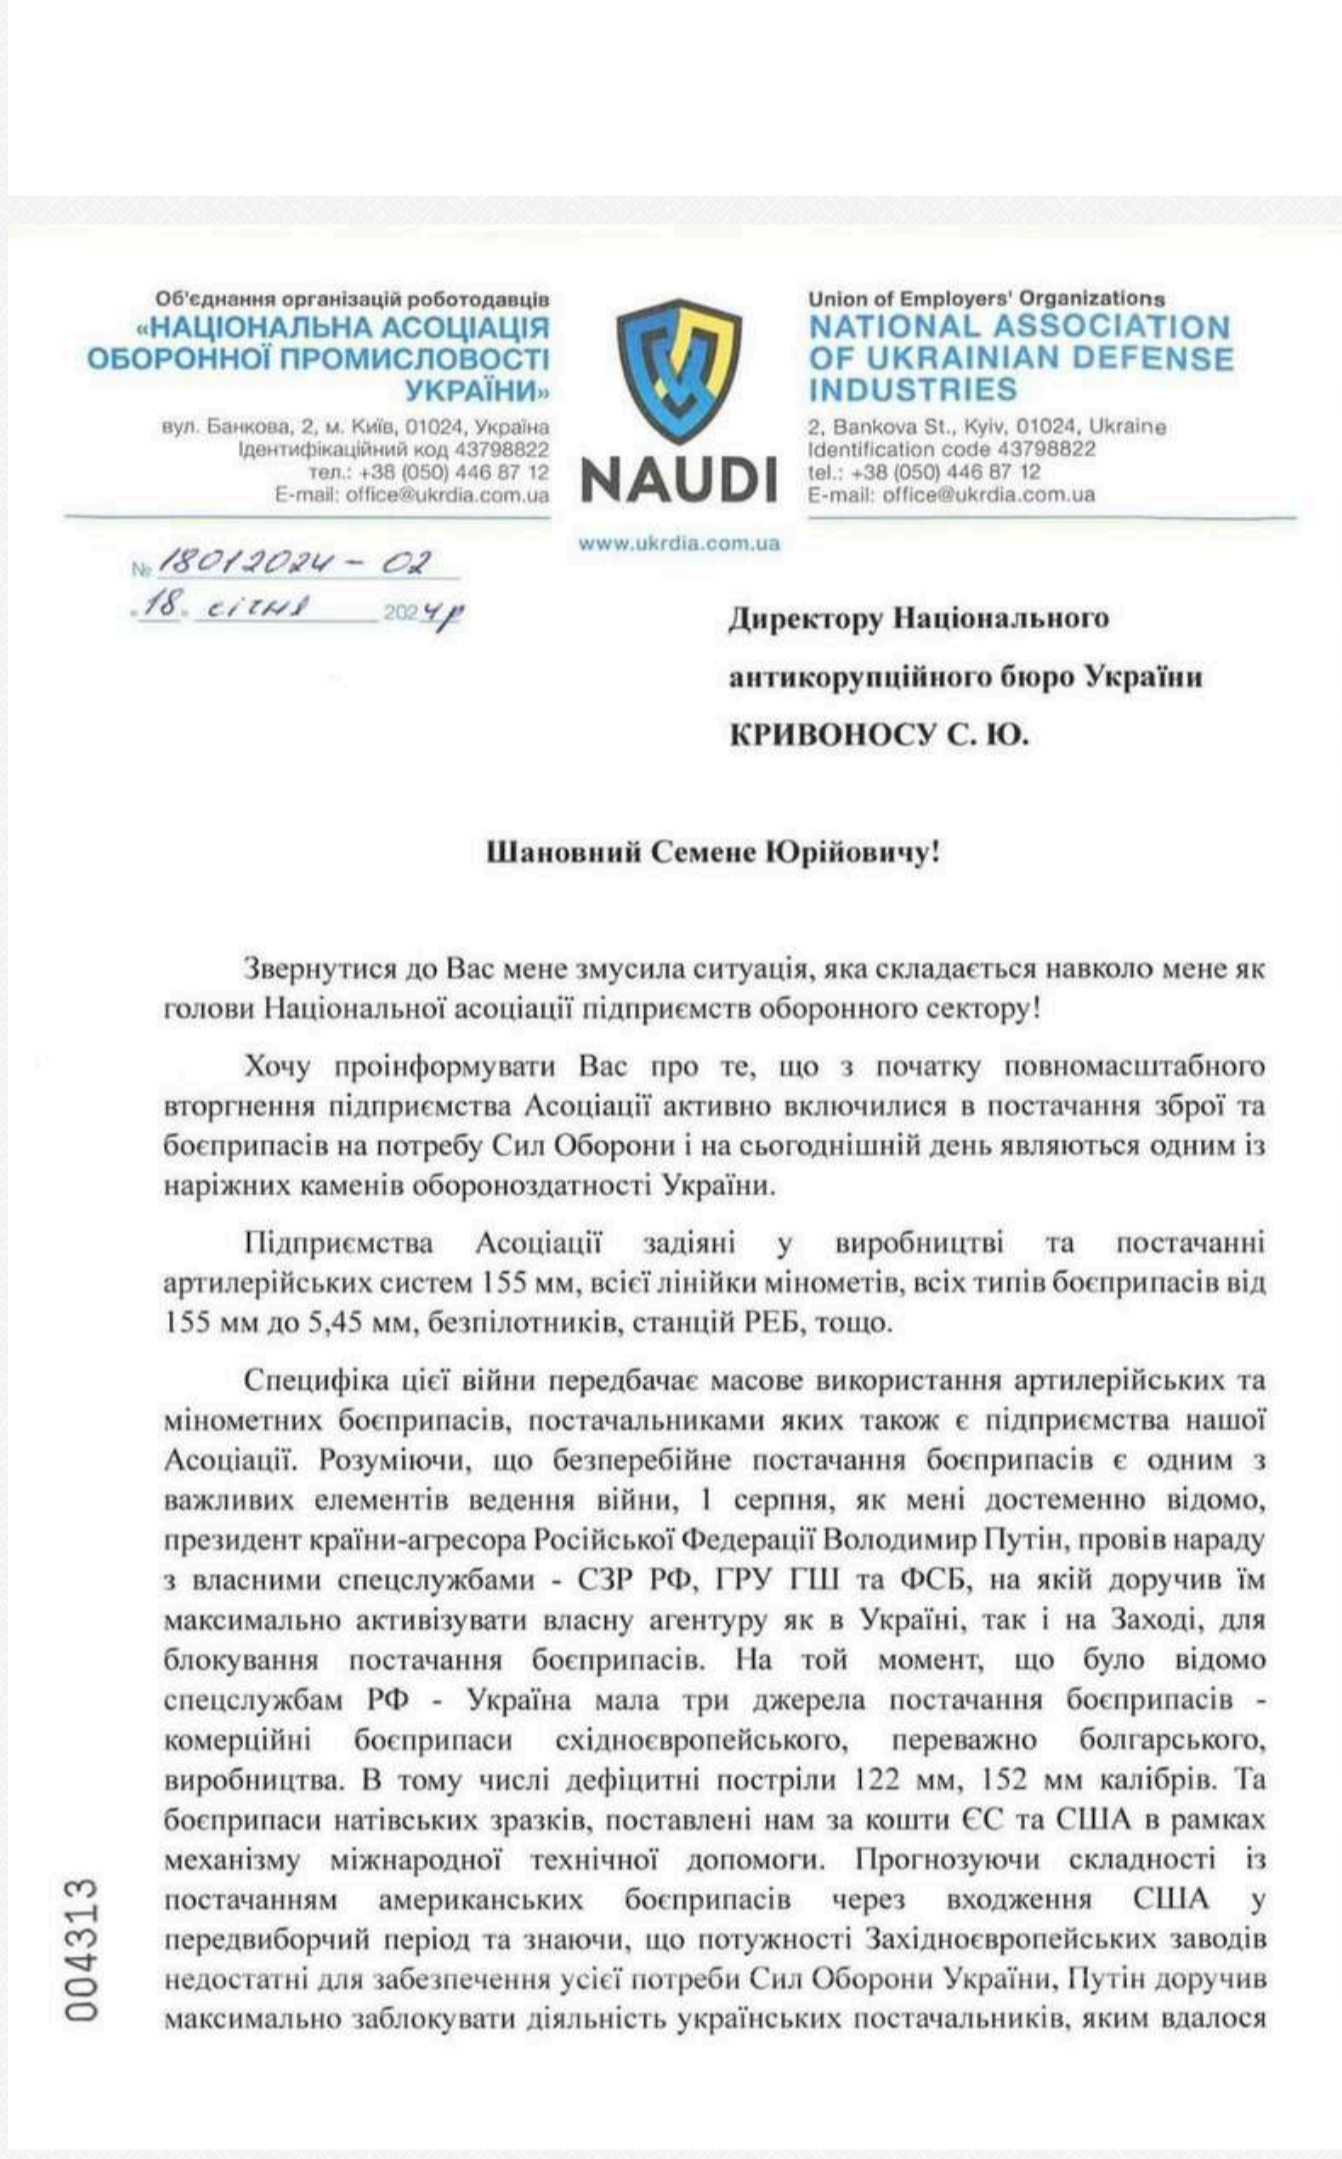 Об'єднання організацій роботодавців
«НАЦІОНАЛЬНА АСОЦІАЦІЯ
ОБОРОННОЇ ПРОМИСЛОВОСТІ
УКРАЇНИ»
вул. Банкова, 2, м. Київ, 01024, Україна
Ідентифікаційний код 43798822
тел.: +38 (050) 446 87 12
E-mail: office@ukrdia.com.ua
NAUDI
www.ukrdia.com.ua
Union of Employers' Organizations
NATIONAL ASSOCIATION
OF UKRAINIAN DEFENSE
INDUSTRIES
2, Bankova St., Kyiv, 01024, Ukraine
Identification code 43798822
tel.: +38 (050) 446 87 12
E-mail: office@ukrdia.com.ua
№ 18012024 - 02
"18" січня 2024р
Директору Національного
антикорупційного бюро України
КРИВОНОСУ С. Ю.
Шановний Семене Юрійовичу!
Звернутися до Вас мене змусила ситуація, яка складається навколо мене як
голови Національної асоціації підприємств оборонного сектору!
Хочу проінформувати Вас про те, що з початку повномасштабного
вторгнення підприємства Асоціації активно включилися в постачання зброї та
боєприпасів на потребу Сил Оборони і на сьогоднішній день являються одним із
наріжних каменів обороноздатності України.
Підприємства Асоціації задіяні у виробництві та постачанні
артилерійських систем 155 мм, всієї лінійки мінометів, всіх типів боєприпасів від
155 мм до 5,45 мм, безпілотників, станцій РЕБ, тощо.
Специфіка цієї війни передбачає масове використання артилерійських та
мінометних боєприпасів, постачальниками яких також є підприємства нашої
Асоціації. Розуміючи, що безперебійне постачання боєприпасів є одним з
важливих елементів ведення війни, 1 серпня, як мені достеменно відомо,
президент країни-агресора Російської Федерації Володимир Путін, провів нараду
з власними спецслужбами - СЗР РФ, ГРУ ГШ та ФСБ, на якій доручив їм
максимально активізувати власну агентуру як в Україні, так і на Заході, для
блокування постачання боєприпасів. На той момент, що було відомо
спецслужбам РФ - Україна мала три джерела постачання боєприпасів -
комерційні боєприпаси східноєвропейського, переважно болгарського,
виробництва. В тому числі дефіцитні постріли 122 мм, 152 мм калібрів. Та
боєприпаси натівських зразків, поставлені нам за кошти ЄС та США в рамках
механізму міжнародної технічної допомоги. Прогнозуючи складності із
постачанням американських боєприпасів через входження США у
передвиборчий період та знаючи, що потужності Західноєвропейських заводів
недостатні для забезпечення усієї потреби Сил Оборони України, Путін доручив
максимально заблокувати діяльність українських постачальників, яким вдалося
004313